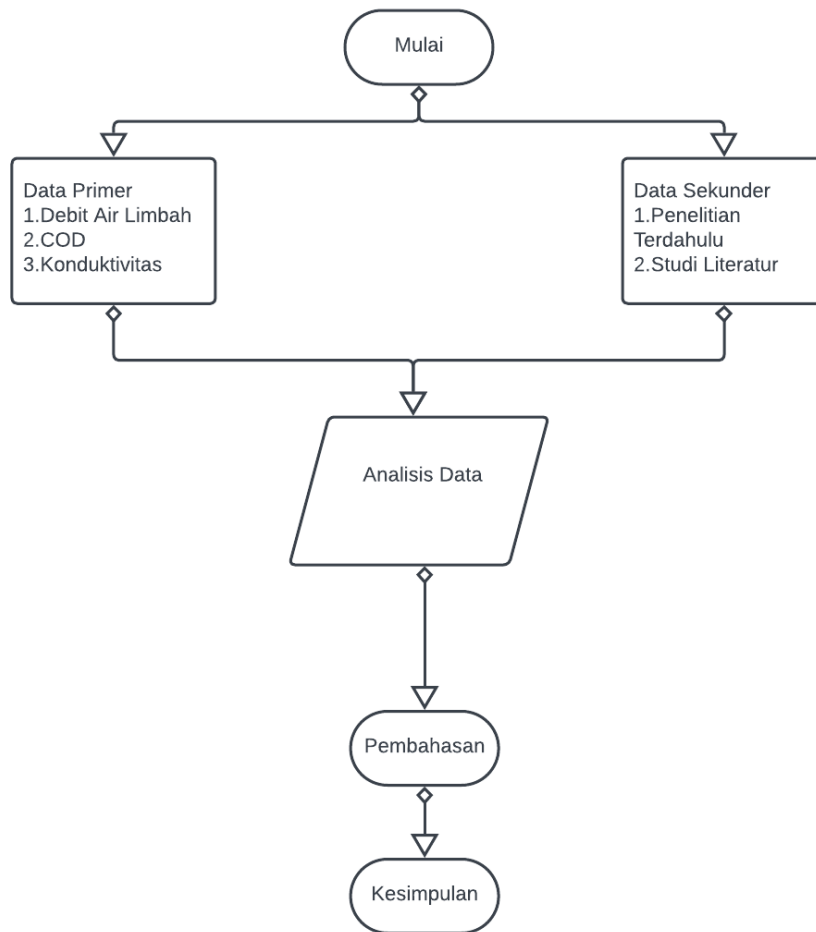 Mulai
Data Primer
1.Debit Air Limbah
2.COD
3.Konduktivitas
Data Sekunder
1.Penelitian
Terdahulu
2.Studi Literatur
Analisis Data
Pembahasan
Kesimpulan